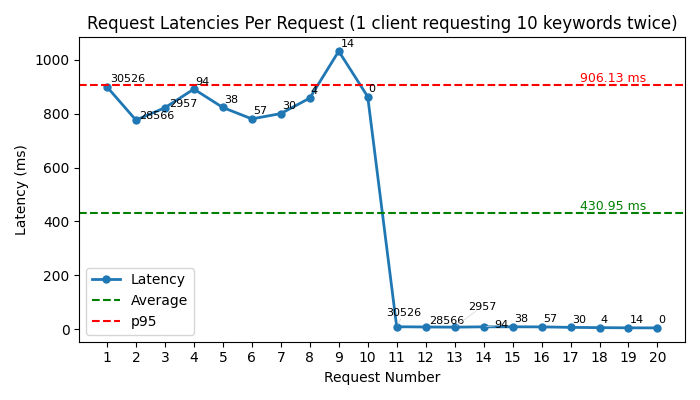 Request Latencies Per Request (1 client requesting 10 keywords twice)
Latency (ms)
1000
800
600
400
200
0
906.13 ms
430.95 ms
30526
28566
2957
94
38
57
30
4
14
0
30526
28566
2957
94
38
57
30
4
14
0
Latency
Average
p95
1 2 3 4 5 6 7 8 9 10 11 12 13 14 15 16 17 18 19 20
Request Number